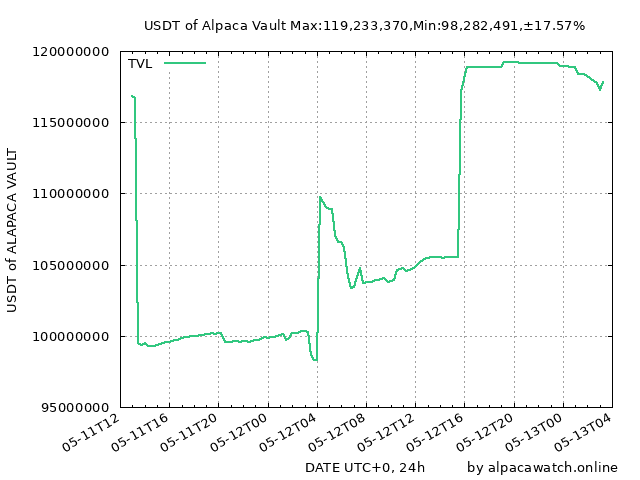 USDT of Alpaca Vault Max:119,233,370,Min:98,282,491,±17.57%
120000000
TVL
115000000
110000000
105000000
100000000
95000000
USDT of ALAPACA VAULT
05-11T12
05-11T16
05-11T20
05-12T00
05-12T04
05-12T08
05-12T12
05-12T16
05-12T20
05-13T00
05-13T04
DATE UTC+0, 24h
by alpacawatch.online